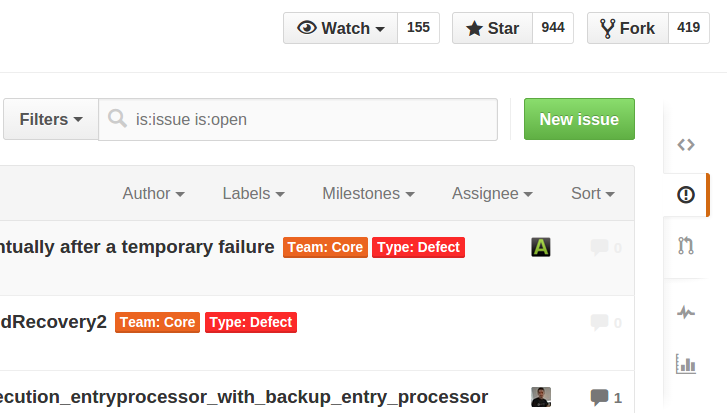 Watch 155 Star 944 Fork 419
Filters is:issue is:open New issue
Author Labels Milestones Assignee Sort
ntually after a temporary failure Team: Core Type: Defect 0
dRecovery2 Team: Core Type: Defect 0
ecution_entryprocessor_with_backup_entry_processor 1